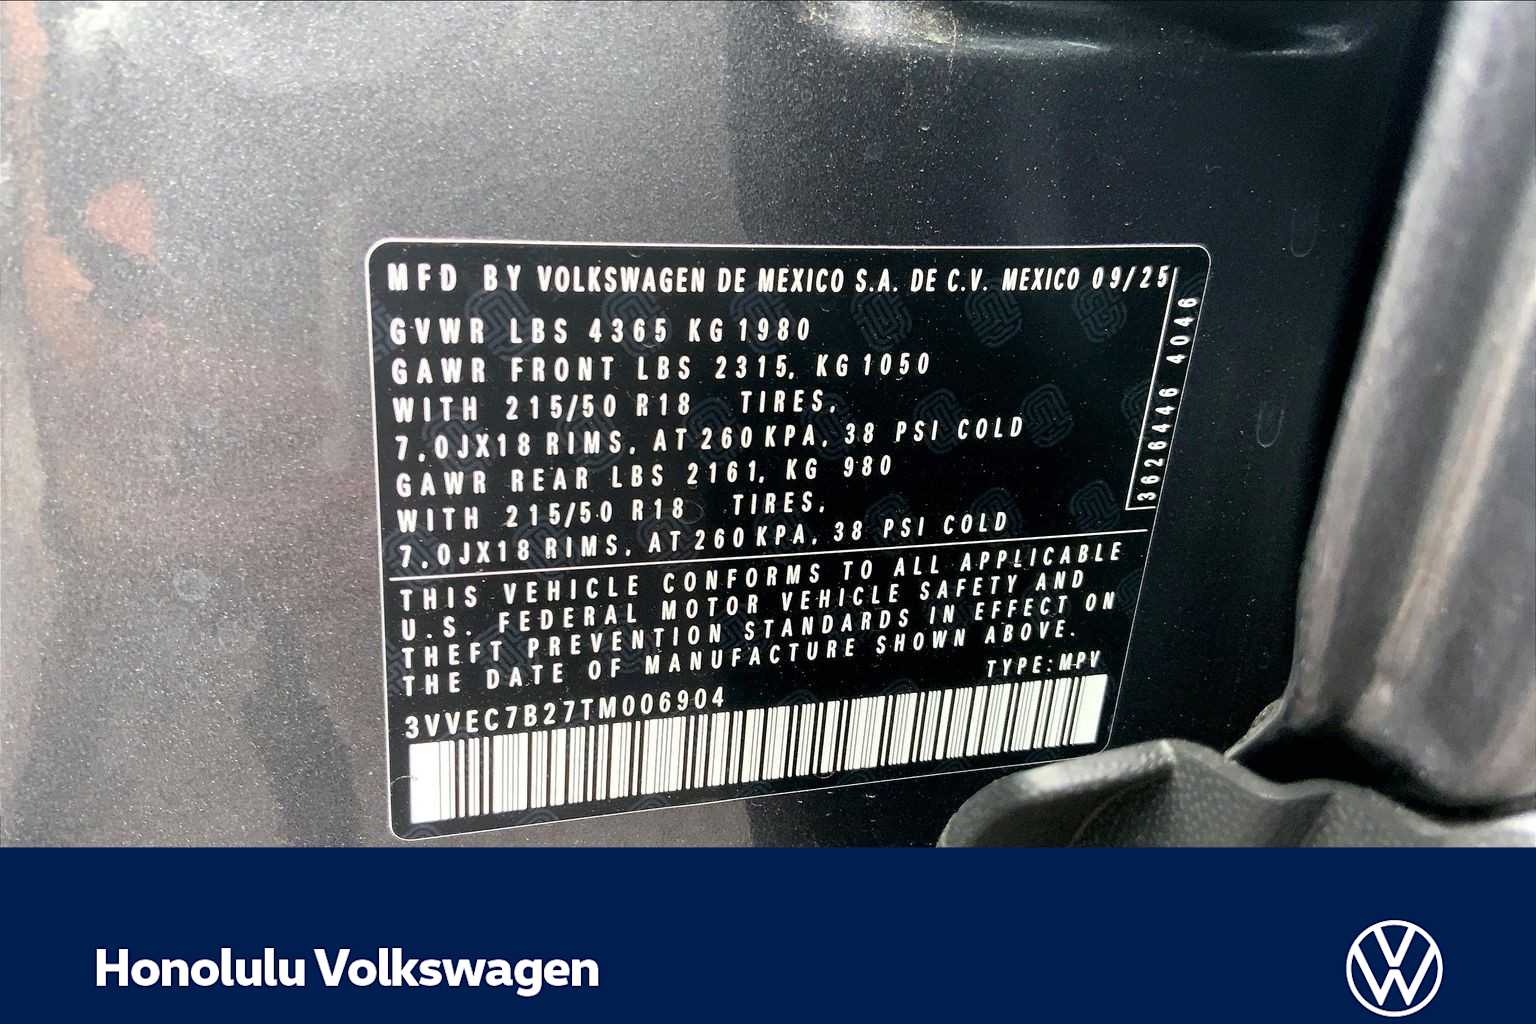 MFD BY VOLKSWAGEN DE MEXICO S.A. DE C.V. MEXICO 09/25
GVWR LBS 4365 KG 1980
GAWR FRONT LBS 2315, KG 1050
WITH 215/50 R18 TIRES,
7.0JX18 RIMS, AT 260 KPA, 38 PSI COLD
GAWR REAR LBS 2161, KG 980
WITH 215/50 R18 TIRES,
7.0JX18 RIMS, AT 260 KPA, 38 PSI COLD
3626446 4046
THIS VEHICLE CONFORMS TO ALL APPLICABLE
U.S. FEDERAL MOTOR VEHICLE SAFETY AND
THEFT PREVENTION STANDARDS IN EFFECT ON
THE DATE OF MANUFACTURE SHOWN ABOVE.
TYPE: MPV
3VVEC7B27TM006904
Honolulu Volkswagen